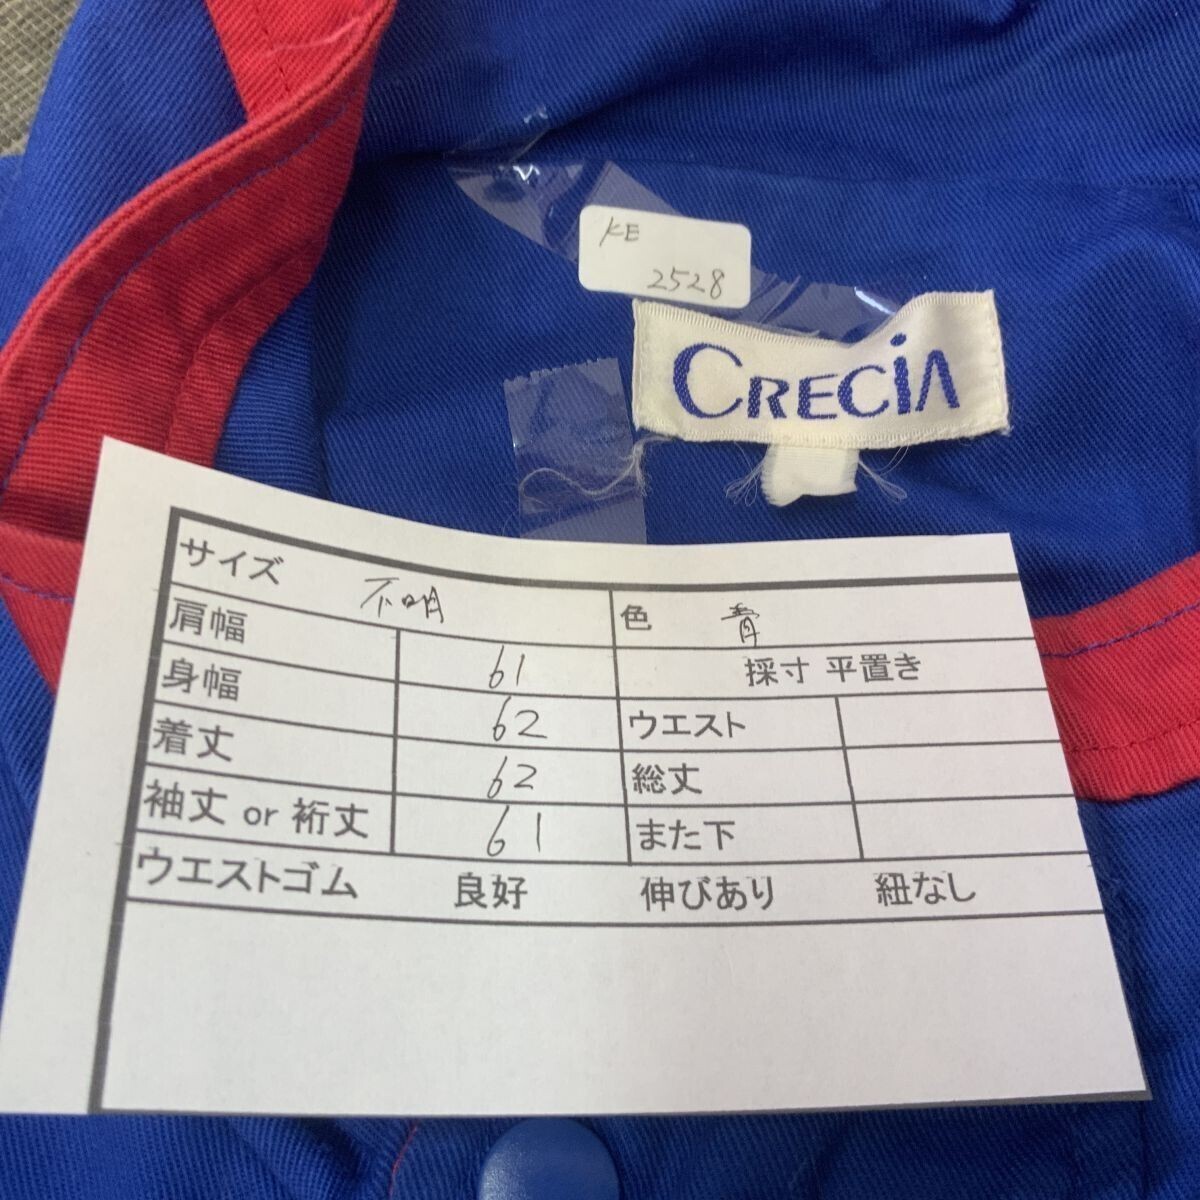 KE
2528
CRECIA
サイズ 不明 色 青
肩幅 61 採寸 平置き
身幅 62 ウエスト
着丈 62 総丈
袖丈 or 裄丈 61 また下
ウエストゴム 良好 伸びあり 紐なし